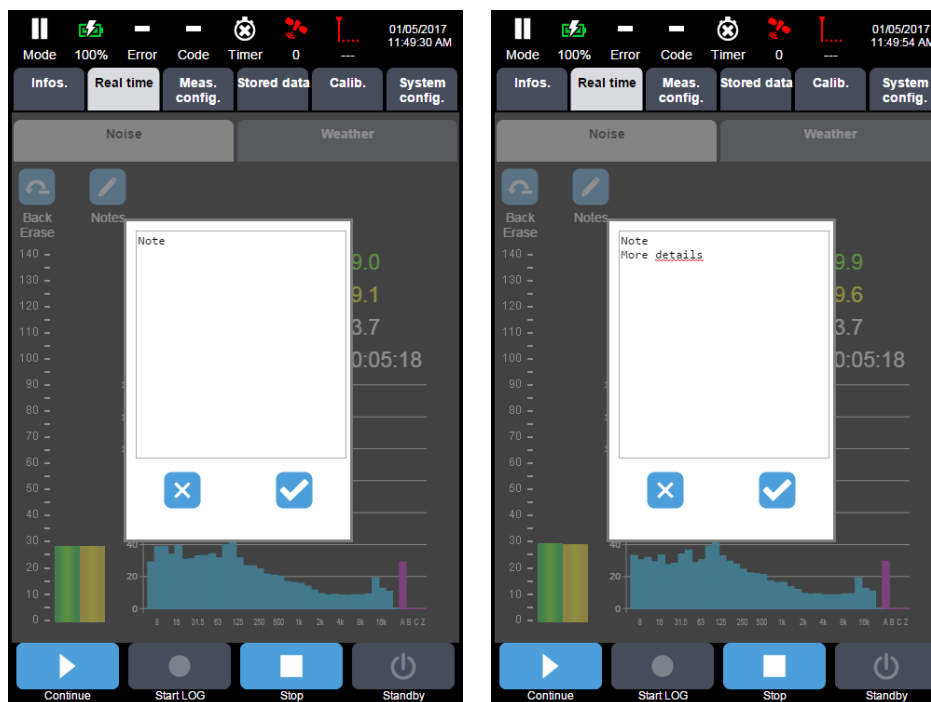 01/05/2017
11:49:30 AM
Mode 100% Error Code Timer 0 ---
Infos. Real time Meas. config. Stored data Calib. System config.
Noise Weather
Back Erase Notes
Note
140
130
120
110
100
90
80
70
60
50
40
30
20
10
0
9.0
9.1
3.7
0:05:18
40
20
0
8 16 31.5 63 125 250 500 1k 2k 4k 8k 16k A B C Z
Continue Start LOG Stop Standby
01/05/2017
11:49:54 AM
Mode 100% Error Code Timer 0 ---
Infos. Real time Meas. config. Stored data Calib. System config.
Noise Weather
Back Erase Notes
Note
More details
140
130
120
110
100
90
80
70
60
50
40
30
20
10
0
9.9
9.6
3.7
0:05:18
40
20
0
8 16 31.5 63 125 250 500 1k 2k 4k 8k 16k A B C Z
Continue Start LOG Stop Standby